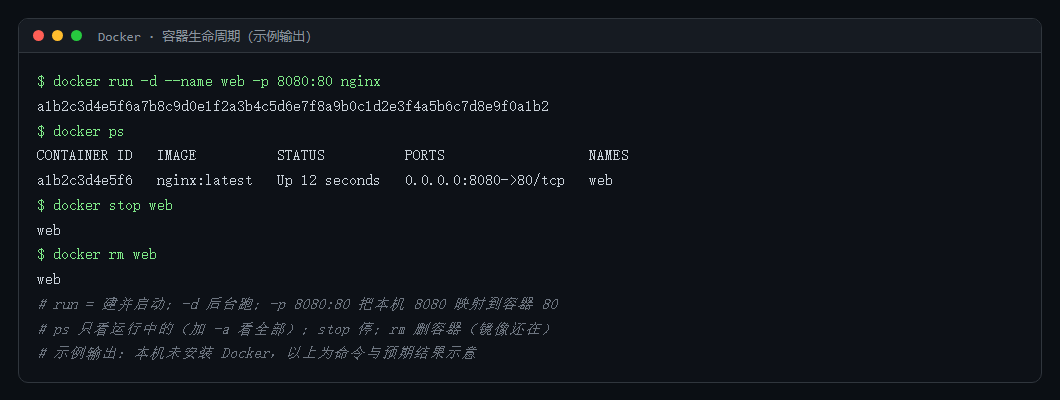 Docker · 容器生命周期（示例输出）
$ docker run -d --name web -p 8080:80 nginx
a1b2c3d4e5f6a7b8c9d0e1f2a3b4c5d6e7f8a9b0c1d2e3f4a5b6c7d8e9f0a1b2
$ docker ps
CONTAINER ID   IMAGE          STATUS          PORTS                  NAMES
a1b2c3d4e5f6   nginx:latest   Up 12 seconds   0.0.0.0:8080->80/tcp   web
$ docker stop web
web
$ docker rm web
web
# run = 建并启动; -d 后台跑; -p 8080:80 把本机 8080 映射到容器 80
# ps 只看运行中的（加 -a 看全部）; stop 停; rm 删容器（镜像还在）
# 示例输出: 本机未安装 Docker，以上为命令与预期结果示意